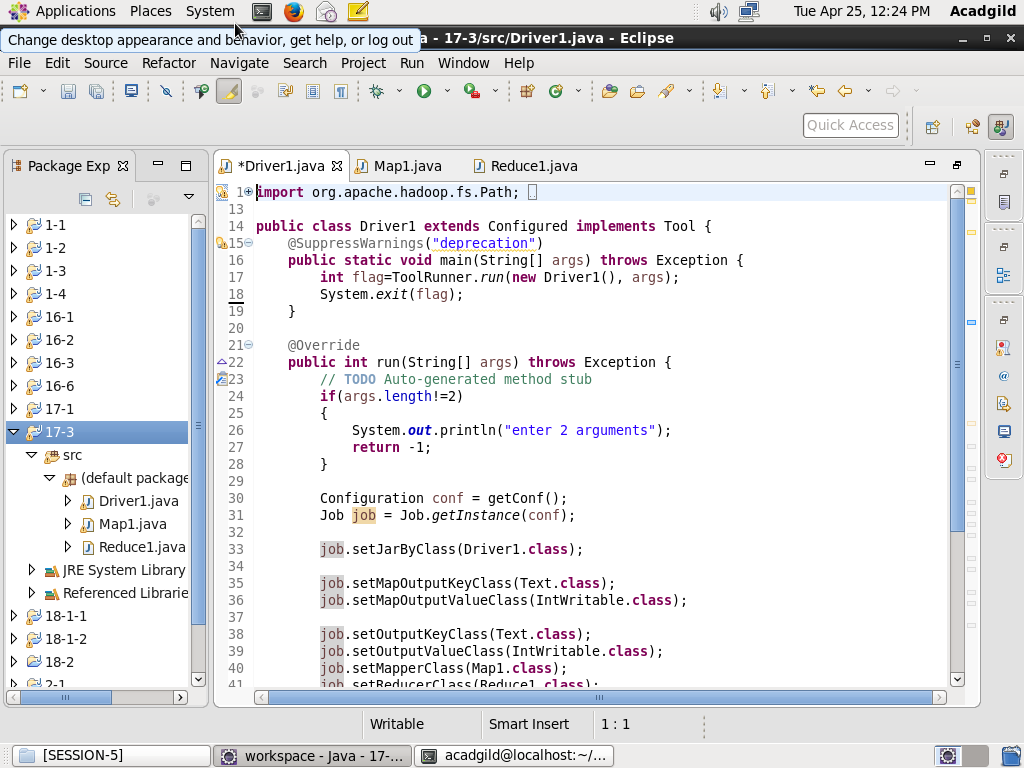 Applications Places System Tue Apr 25, 12:24 PM Acadgild
Change desktop appearance and behavior, get help, or log out
a - 17-3/src/Driver1.java - Eclipse
File Edit Source Refactor Navigate Search Project Run Window Help
Quick Access
Package Exp
*Driver1.java Map1.java Reduce1.java
1-1
1-2
1-3
1-4
16-1
16-2
16-3
16-6
17-1
17-3
src
(default package
Driver1.java
Map1.java
Reduce1.java
JRE System Library
Referenced Librarie
18-1-1
18-1-2
18-2
2-1
1 import org.apache.hadoop.fs.Path;
13
14 public class Driver1 extends Configured implements Tool {
15 @SuppressWarnings("deprecation")
16 public static void main(String[] args) throws Exception {
17 int flag=ToolRunner.run(new Driver1(), args);
18 System.exit(flag);
19 }
20
21 @Override
22 public int run(String[] args) throws Exception {
23 // TODO Auto-generated method stub
24 if(args.length!=2)
25 {
26 System.out.println("enter 2 arguments");
27 return -1;
28 }
29
30 Configuration conf = getConf();
31 Job job = Job.getInstance(conf);
32
33 job.setJarByClass(Driver1.class);
34
35 job.setMapOutputKeyClass(Text.class);
36 job.setMapOutputValueClass(IntWritable.class);
37
38 job.setOutputKeyClass(Text.class);
39 job.setOutputValueClass(IntWritable.class);
40 job.setMapperClass(Map1.class);
41 job.setReducerClass(Reduce1.class);
Writable Smart Insert 1 : 1
[SESSION-5] workspace - Java - 17-... acadgild@localhost:~/...